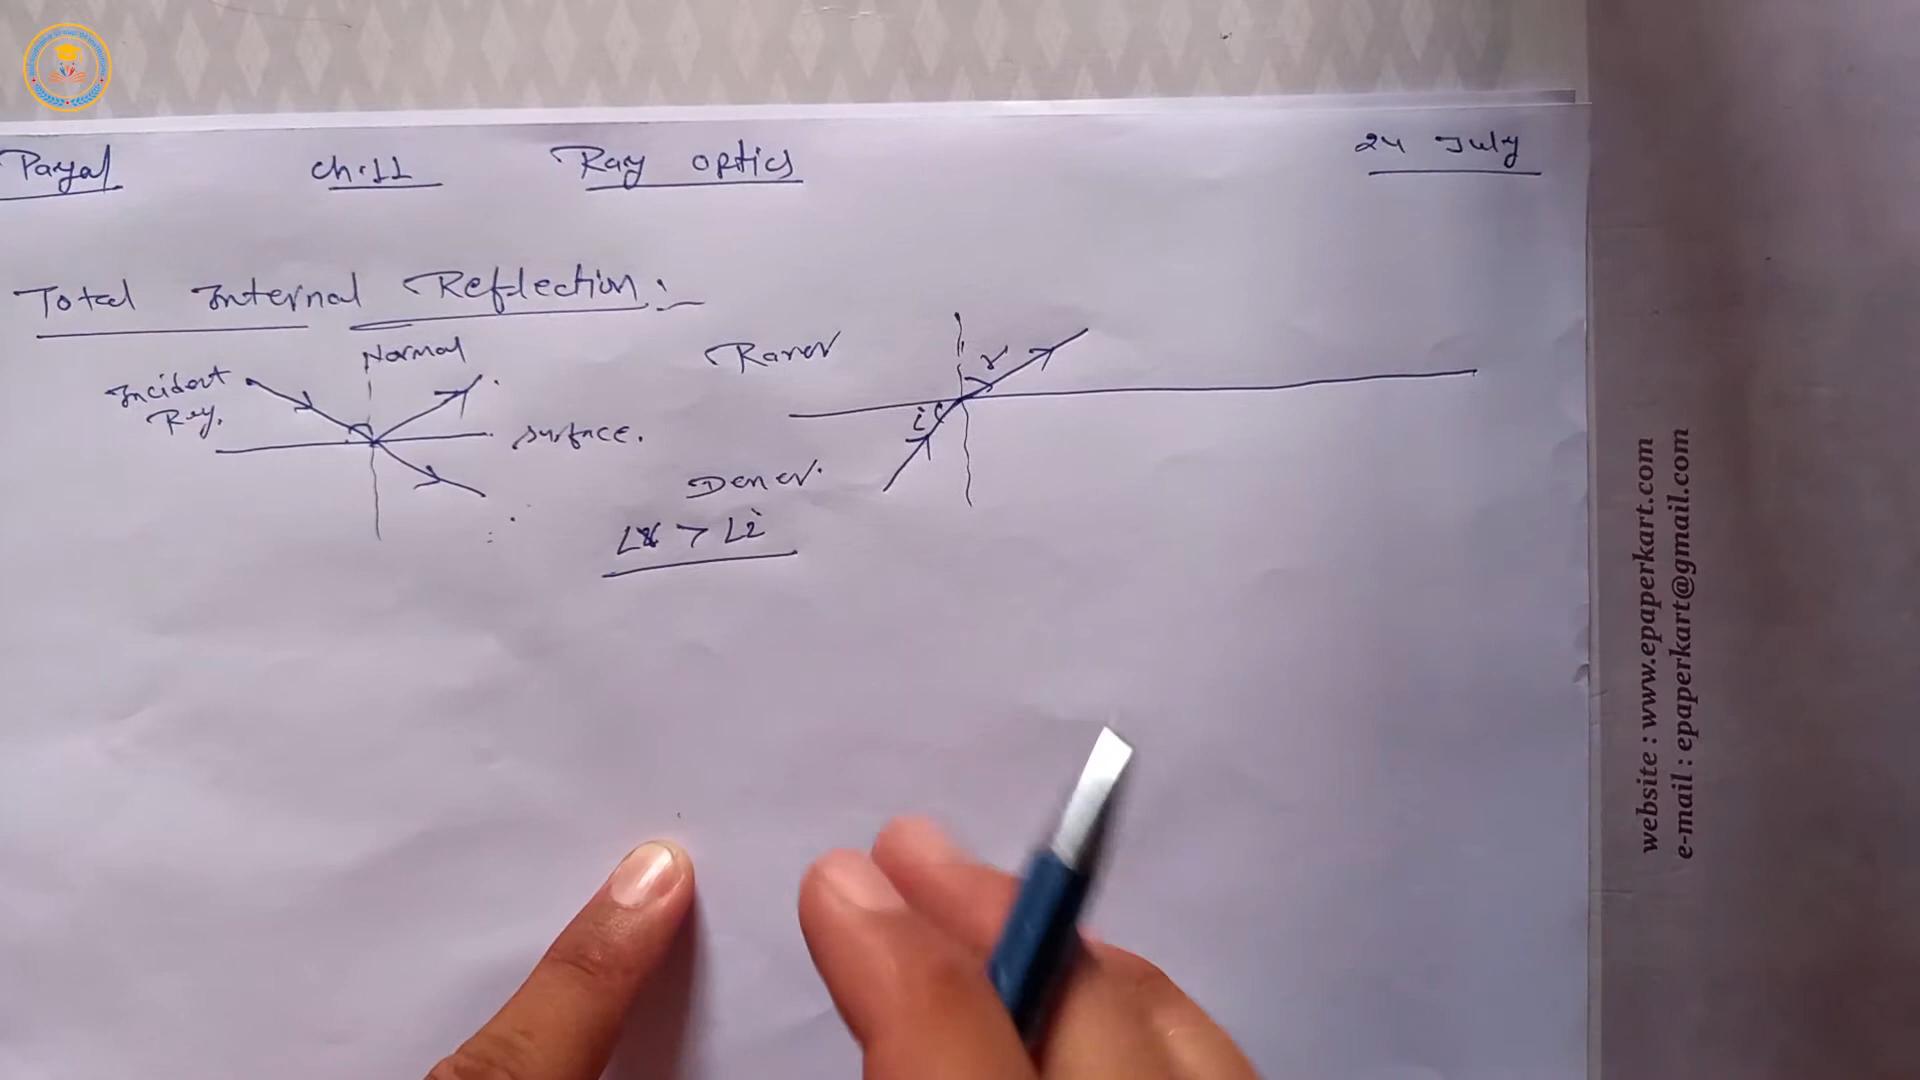 Payal ch.11 Ray optics 24 July
Total Internal Reflection:
Normal
Incident
Ray.
surface.
Rarer
r
i
Denser.
∠r > ∠i
website : www.epaperkart.com
e-mail : epaperkart@gmail.com